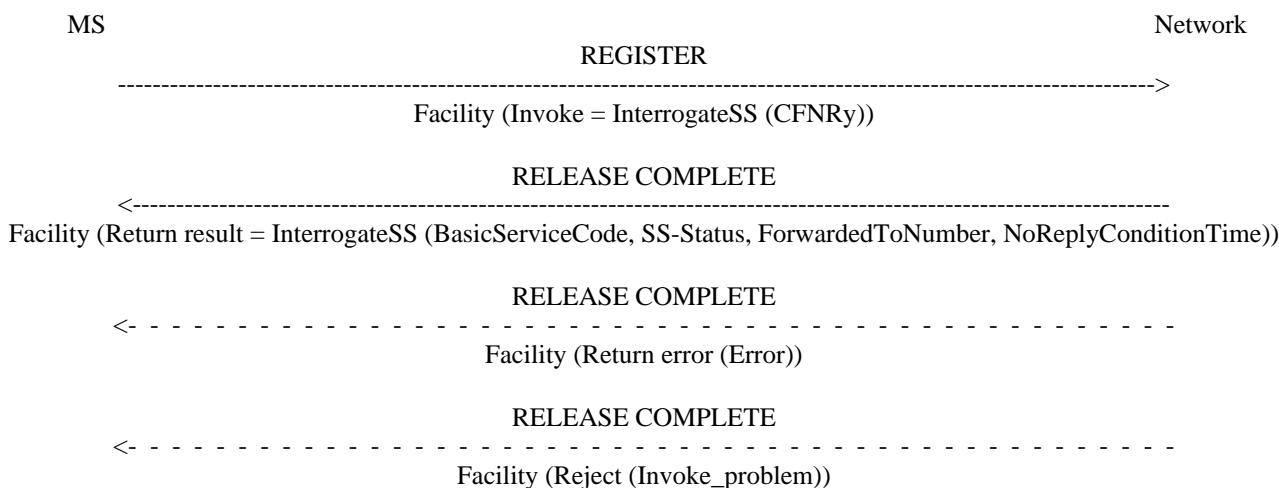 MS Network
REGISTER
Facility (Invoke = InterrogateSS (CFNRy))
RELEASE COMPLETE
Facility (Return result = InterrogateSS (BasicServiceCode, SS-Status, ForwardedToNumber, NoReplyConditionTime))
RELEASE COMPLETE
Facility (Return error (Error))
RELEASE COMPLETE
Facility (Reject (Invoke_problem))